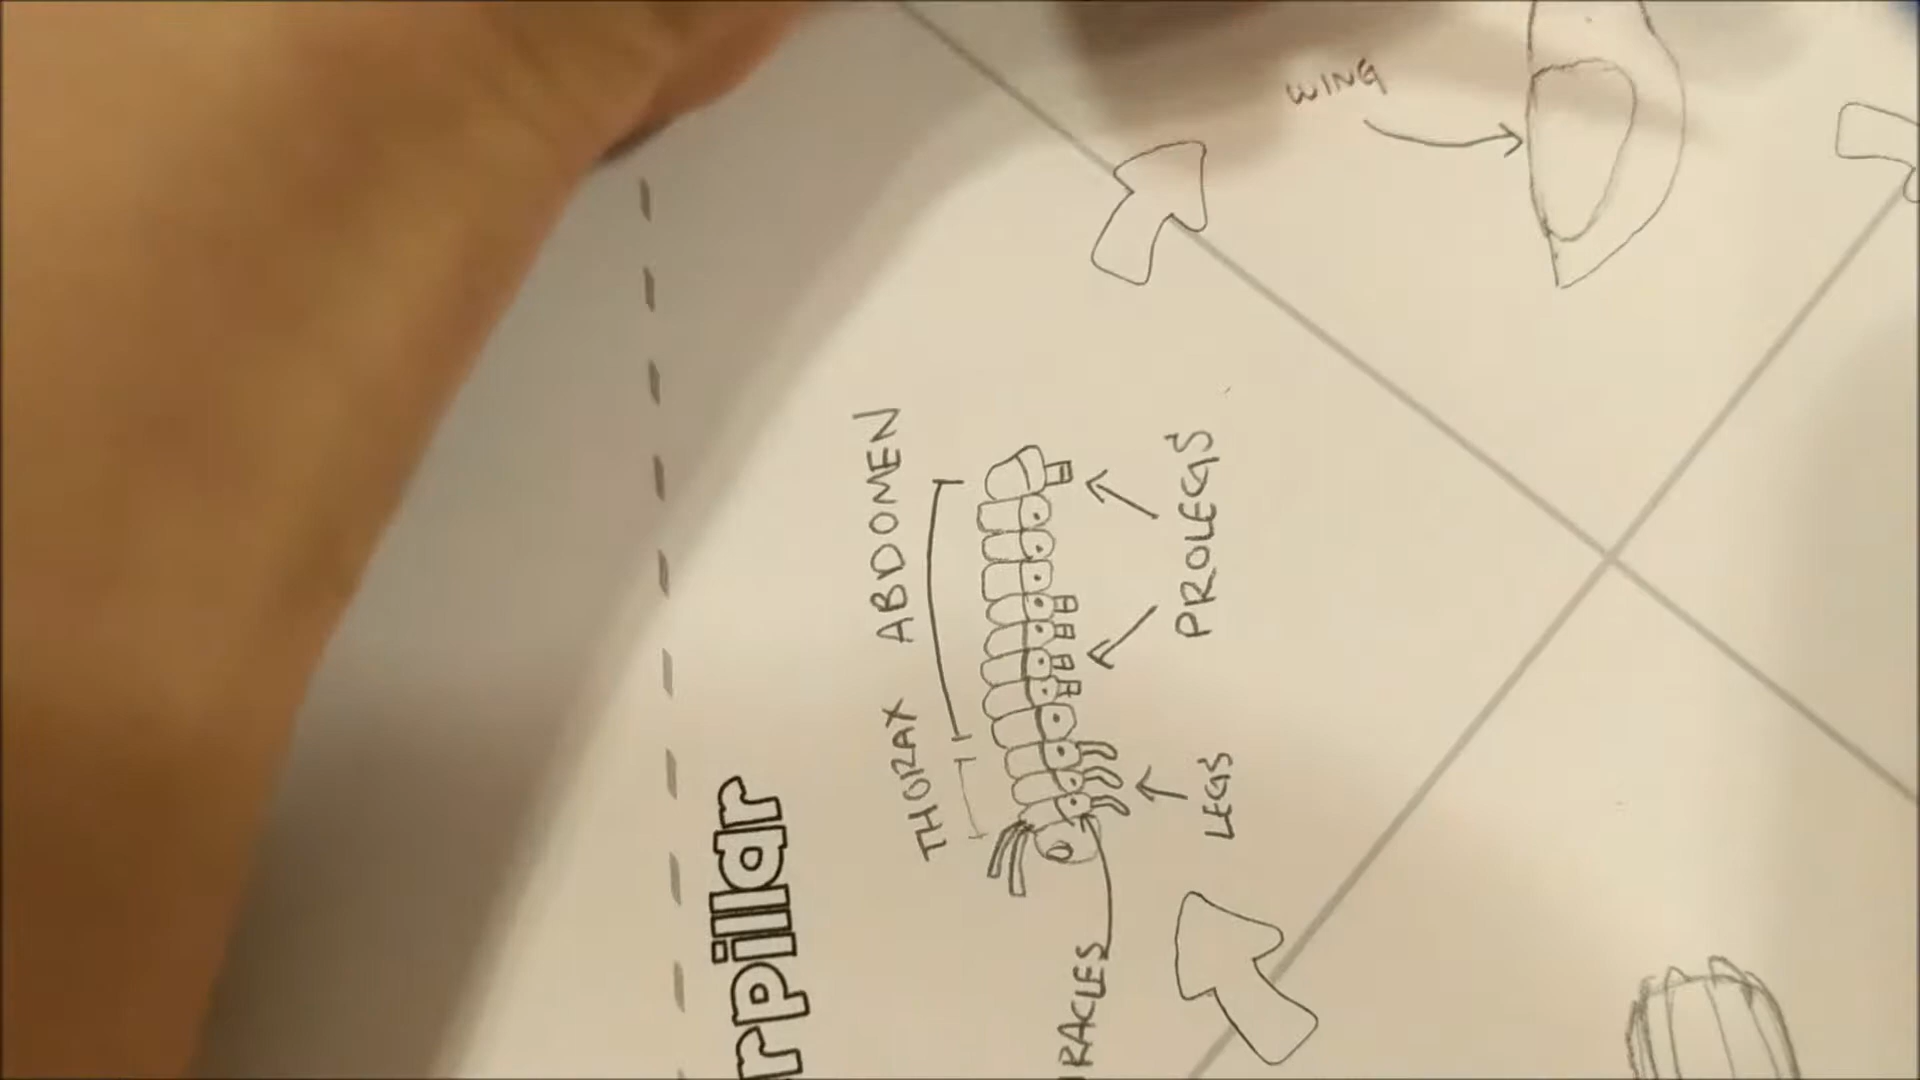 WING
ABDOMEN
THORAX
PROLEGS
LEGS
rpillar
RACLES